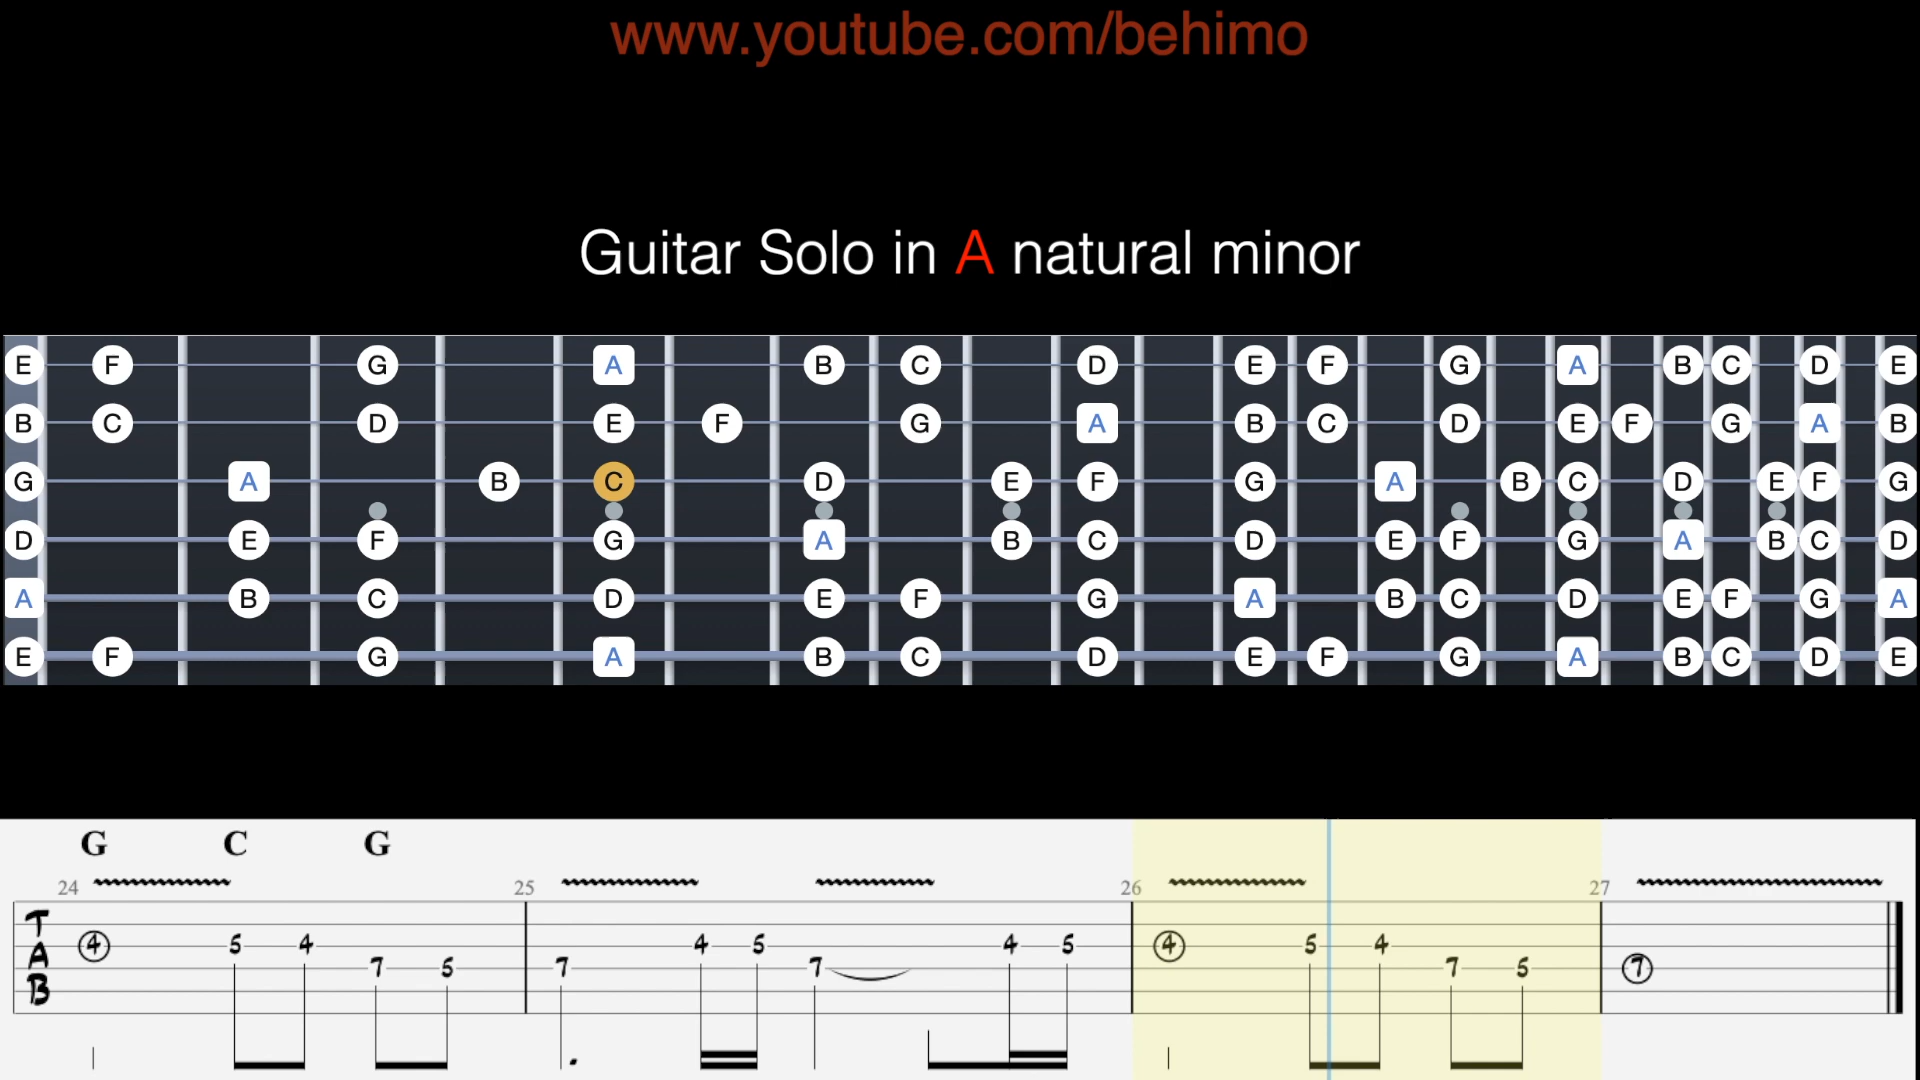 www.youtube.com/behimo
Guitar Solo in A natural minor
E F G A B C D E F G A B C D E
B C D E F G A B C D E F G A B
G A B C D E F G A B C D E F G
D E F G A B C D E F G A B C D
A B C D E F G A B C D E F G A
E F G A B C D E F G A B C D E
G C G
24 25 26 27
T
A
B
4 5 4 4 5 4 5 4 5 4
7 5 7 7 7 5 7